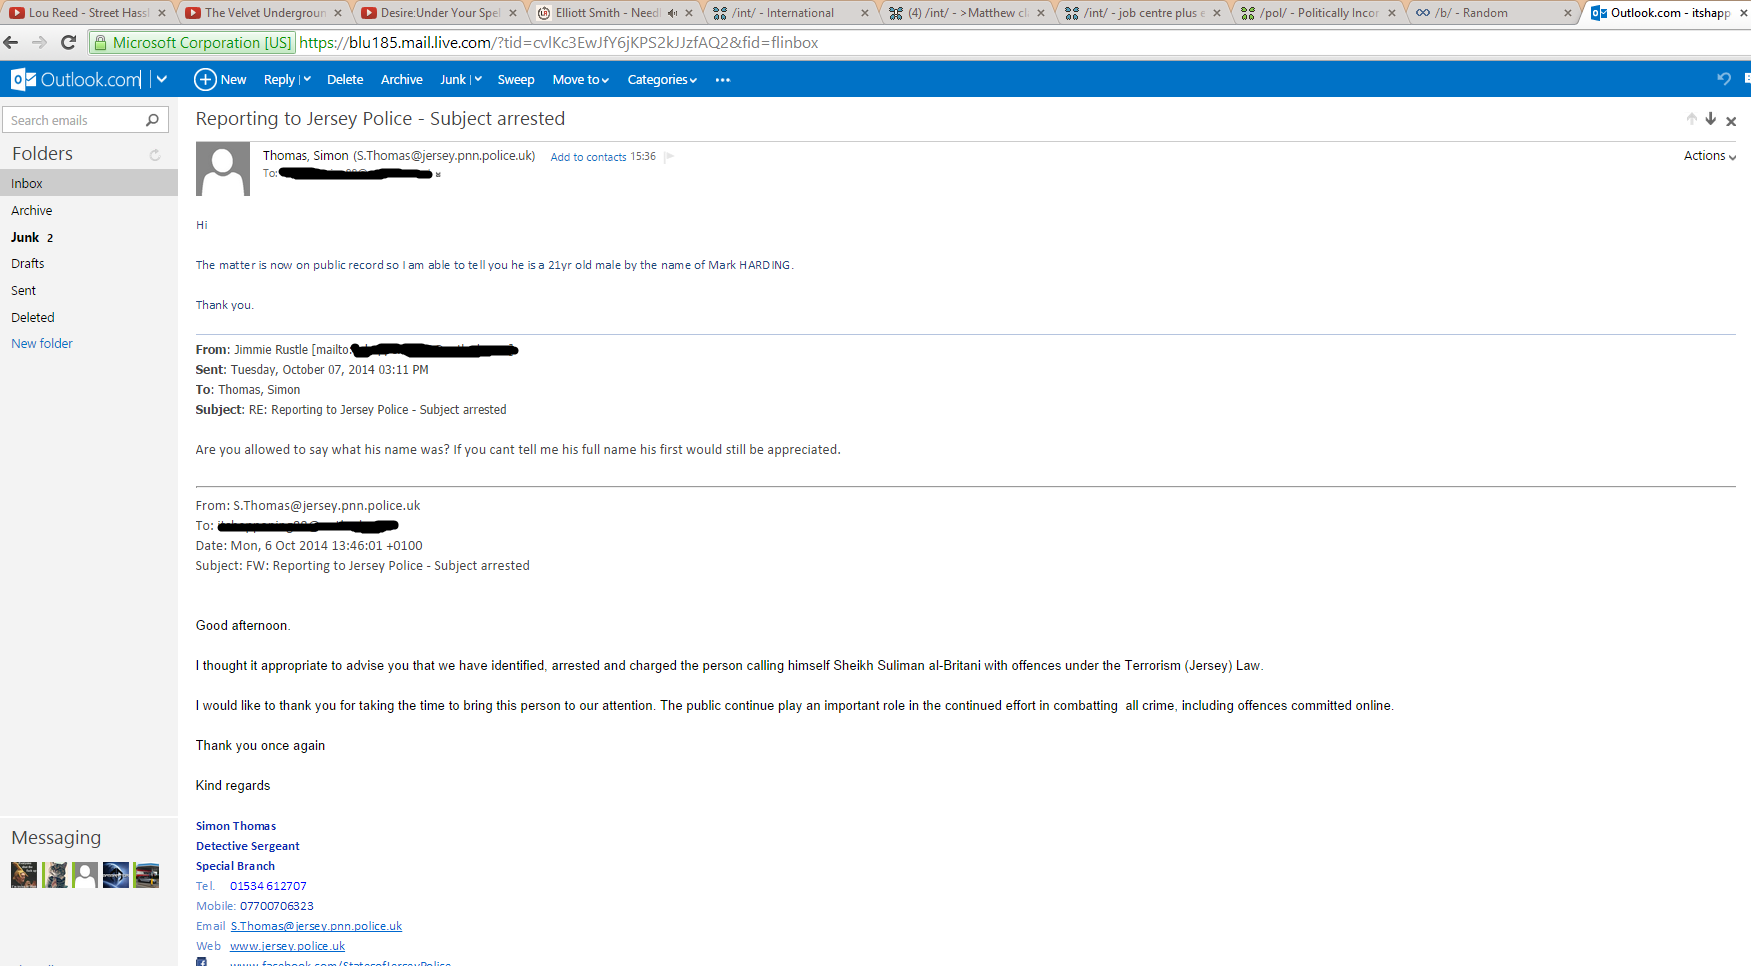 Lou Reed - Street Hassl
The Velvet Undergroun
Desire:Under Your Spel
Elliott Smith - Needl
/int/ - International
(4) /int/ - >Matthew cl
/int/ - job centre plus e
/pol/ - Politically Incor
/b/ - Random
Outlook.com - itshapp
Microsoft Corporation [US] https://blu185.mail.live.com/?tid=cvlKc3EwJfY6jKPS2kJJzfAQ2&fid=flinbox
Outlook.com New Reply Delete Archive Junk Sweep Move to Categories
Search emails
Folders
Inbox
Archive
Junk 2
Drafts
Sent
Deleted
New folder
Reporting to Jersey Police - Subject arrested
Thomas, Simon (S.Thomas@jersey.pnn.police.uk) Add to contacts 15:36
Actions
To:
Hi
The matter is now on public record so I am able to tell you he is a 21yr old male by the name of Mark HARDING.
Thank you.
From: Jimmie Rustle [mailto:
Sent: Tuesday, October 07, 2014 03:11 PM
To: Thomas, Simon
Subject: RE: Reporting to Jersey Police - Subject arrested
Are you allowed to say what his name was? If you cant tell me his full name his first would still be appreciated.
From: S.Thomas@jersey.pnn.police.uk
To:
Date: Mon, 6 Oct 2014 13:46:01 +0100
Subject: FW: Reporting to Jersey Police - Subject arrested
Good afternoon.
I thought it appropriate to advise you that we have identified, arrested and charged the person calling himself Sheikh Suliman al-Britani with offences under the Terrorism (Jersey) Law.
I would like to thank you for taking the time to bring this person to our attention. The public continue play an important role in the continued effort in combatting all crime, including offences committed online.
Thank you once again
Kind regards
Simon Thomas
Detective Sergeant
Special Branch
Tel. 01534 612707
Mobile: 07700706323
Email S.Thomas@jersey.pnn.police.uk
Web www.jersey.police.uk
www.facebook.com/StatesofJerseyPolice
Messaging